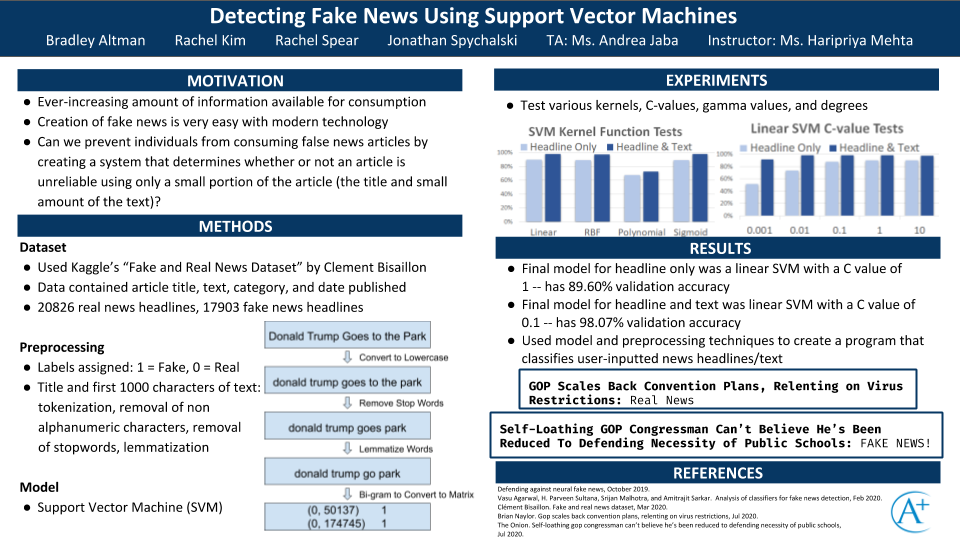 Detecting Fake News Using Support Vector Machines
Bradley Altman Rachel Kim Rachel Spear Jonathan Spychalski TA: Ms. Andrea Jaba Instructor: Ms. Haripriya Mehta
MOTIVATION
● Ever-increasing amount of information available for consumption
● Creation of fake news is very easy with modern technology
● Can we prevent individuals from consuming false news articles by
creating a system that determines whether or not an article is
unreliable using only a small portion of the article (the title and small
amount of the text)?
METHODS
Dataset
● Used Kaggle's “Fake and Real News Dataset” by Clement Bisaillon
● Data contained article title, text, category, and date published
● 20826 real news headlines, 17903 fake news headlines
Preprocessing
● Labels assigned: 1 = Fake, 0 = Real
● Title and first 1000 characters of text:
tokenization, removal of non
alphanumeric characters, removal
of stopwords, lemmatization
Model
● Support Vector Machine (SVM)
Donald Trump Goes to the Park
Convert to Lowercase
donald trump goes to the park
Remove Stop Words
donald trump goes park
Lemmatize Words
donald trump go park
Bi-gram to Convert to Matrix
(0, 50137) 1
(0, 174745) 1
EXPERIMENTS
● Test various kernels, C-values, gamma values, and degrees
SVM Kernel Function Tests
Headline Only Headline & Text
100%
80%
60%
40%
20%
0%
Linear RBF Polynomial Sigmoid
Linear SVM C-value Tests
Headline Only Headline & Text
100%
80%
60%
40%
20%
0%
0.001 0.01 0.1 1 10
RESULTS
● Final model for headline only was a linear SVM with a C value of
1 -- has 89.60% validation accuracy
● Final model for headline and text was linear SVM with a C value of
0.1 -- has 98.07% validation accuracy
● Used model and preprocessing techniques to create a program that
classifies user-inputted news headlines/text
GOP Scales Back Convention Plans, Relenting on Virus
Restrictions: Real News
Self-Loathing GOP Congressman Can't Believe He's Been
Reduced To Defending Necessity of Public Schools: FAKE NEWS!
REFERENCES
Defending against neural fake news, October 2019.
Vasu Agarwal, H. Parveen Sultana, Srijan Malhotra, and Amitrajit Sarkar. Analysis of classifiers for fake news detection, Feb 2020.
Clément Bisaillon. Fake and real news dataset, Mar 2020.
Brian Naylor. Gop scales back convention plans, relenting on virus restrictions, Jul 2020.
The Onion. Self-loathing gop congressman can't believe he's been reduced to defending necessity of public schools,
Jul 2020.
A+